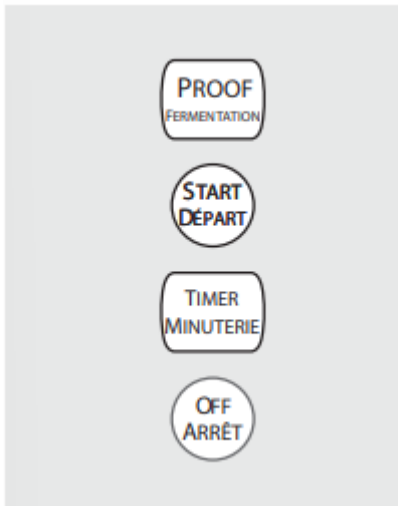 PROOF
FERMENTATION
START
DÉPART
TIMER
MINUTERIE
OFF
ARRÊT